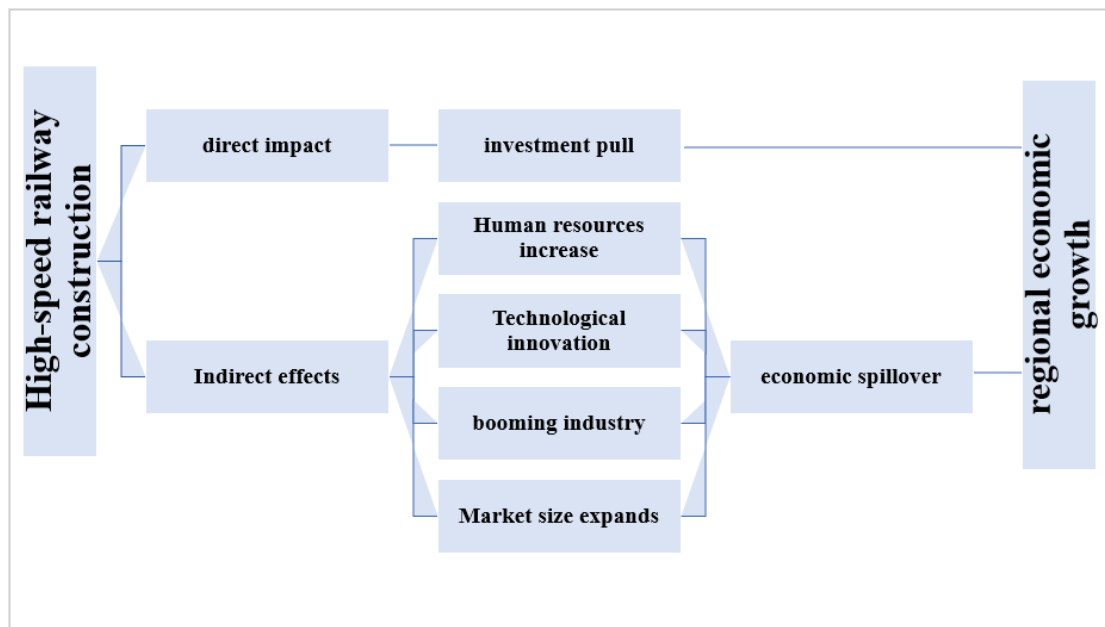 High-speed railway
construction
direct impact
investment pull
Human resources
increase
Technological
innovation
Indirect effects
booming industry
Market size expands
economic spillover
regional economic
growth